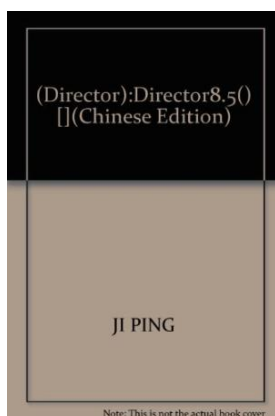 (Director):Director8.5()
[](Chinese Edition)
JI PING
Note: This is not the actual book cover